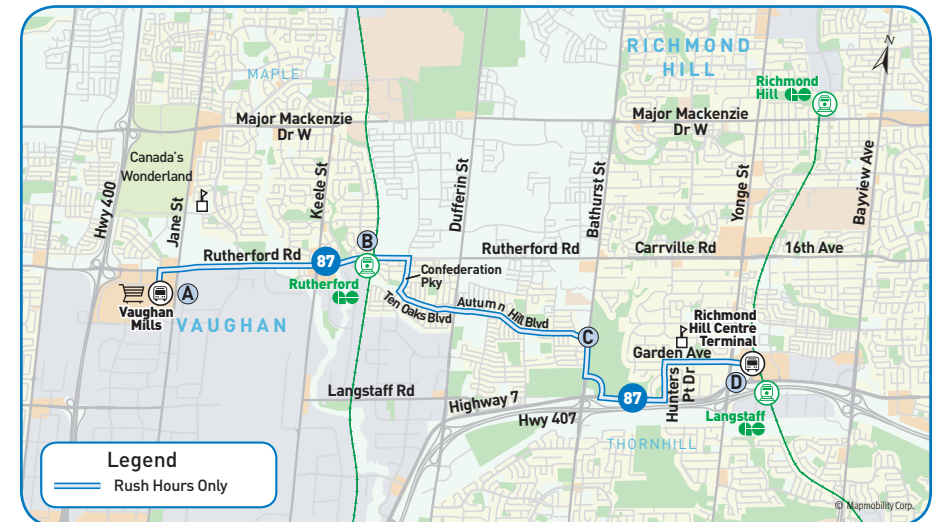 N
RICHMOND
HILL
MAPLE
Richmond
Hill
Major Mackenzie
Dr W
Major Mackenzie
Dr W
Canada's
Wonderland
Hwy 400
Jane St
Keele St
Dufferin St
Bathurst St
Yonge St
Bayview Ave
B
Rutherford Rd
87
Rutherford Rd
Carrville Rd
16th Ave
Confederation
Pky
Rutherford
A
Vaughan
Mills
VAUGHAN
Ten Oaks Blvd
Autumn Hill Blvd
Richmond
Hill Centre
Terminal
C
Garden Ave
Hunters
Pt Dr
D
Langstaff Rd
Highway 7
87
Hwy 407
Langstaff
THORNHILL
Legend
Rush Hours Only
© Mapmobility Corp.